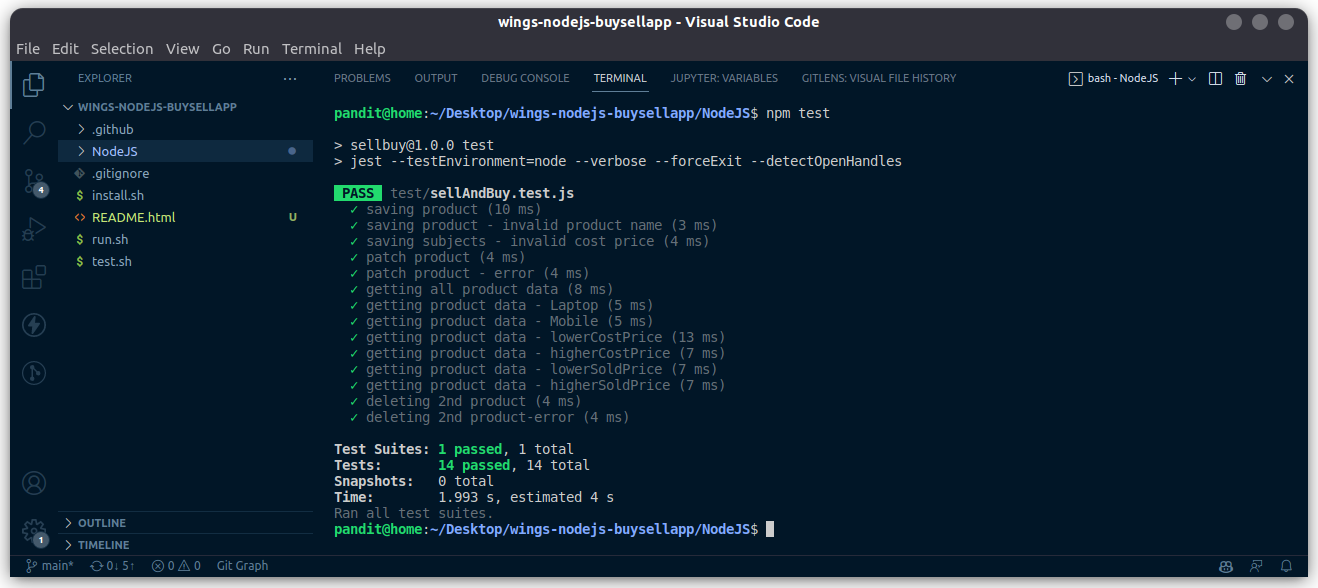 wings-nodejs-buysellapp - Visual Studio Code
File Edit Selection View Go Run Terminal Help
EXPLORER ···
PROBLEMS OUTPUT DEBUG CONSOLE TERMINAL JUPYTER: VARIABLES GITLENS: VISUAL FILE HISTORY
bash - NodeJS
WINGS-NODEJS-BUYSELLAPP
.github
NodeJS
.gitignore
$ install.sh
<> README.html U
$ run.sh
$ test.sh
4
OUTLINE
TIMELINE
1
pandit@home:~/Desktop/wings-nodejs-buysellapp/NodeJS$ npm test
> sellbuy@1.0.0 test
> jest --testEnvironment=node --verbose --forceExit --detectOpenHandles
PASS test/sellAndBuy.test.js
✓ saving product (10 ms)
✓ saving product - invalid product name (3 ms)
✓ saving subjects - invalid cost price (4 ms)
✓ patch product (4 ms)
✓ patch product - error (4 ms)
✓ getting all product data (8 ms)
✓ getting product data - Laptop (5 ms)
✓ getting product data - Mobile (5 ms)
✓ getting product data - lowerCostPrice (13 ms)
✓ getting product data - higherCostPrice (7 ms)
✓ getting product data - lowerSoldPrice (7 ms)
✓ getting product data - higherSoldPrice (7 ms)
✓ deleting 2nd product (4 ms)
✓ deleting 2nd product-error (4 ms)
Test Suites: 1 passed, 1 total
Tests: 14 passed, 14 total
Snapshots: 0 total
Time: 1.993 s, estimated 4 s
Ran all test suites.
pandit@home:~/Desktop/wings-nodejs-buysellapp/NodeJS$
main* 0↓ 5↑ 0 0 Git Graph